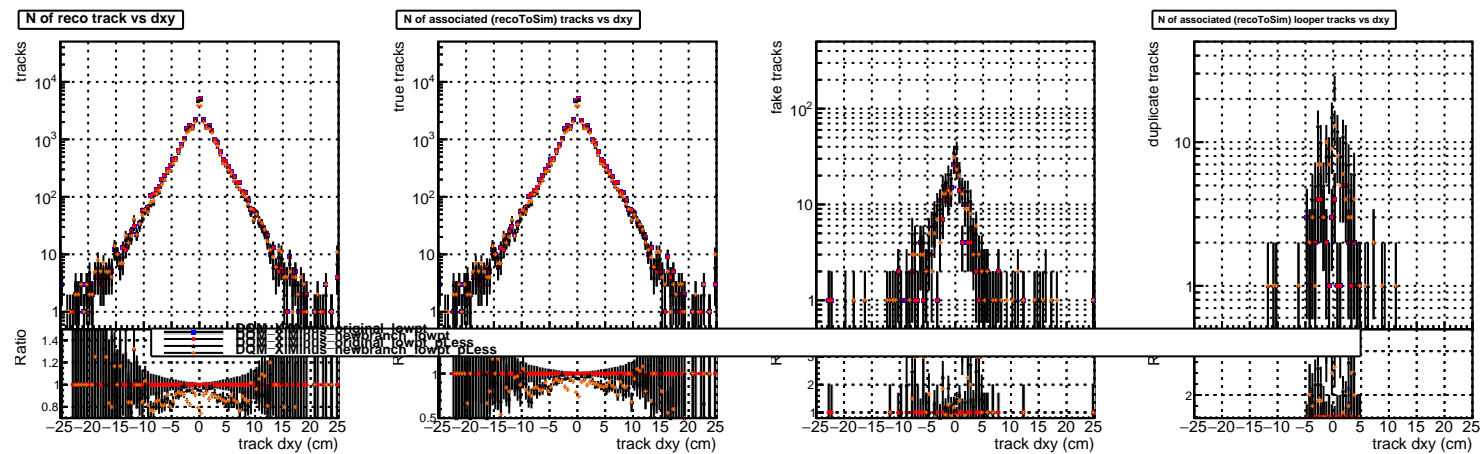 N of reco track vs dxy
N of associated (recoToSim) tracks vs dxy
N of associated (recoToSim) looper tracks vs dxy
tracks
10⁴
10³
10²
10
1
true tracks
10⁴
10³
10²
10
1
fake tracks
10²
10
1
duplicate tracks
10
1
DQM_XiMinus_original_lowpt
DQM_XiMinus_newbranch_lowpt
DQM_XiMinus_original_lowpt_pLess
DQM_XiMinus_newbranch_lowpt_pLess
Ratio
1.4
1.2
1
0.8
1
0.5
2
1
2
−25 −20 −15 −10 −5 0 5 10 15 20 25
track dxy (cm)
−25 −20 −15 −10 −5 0 5 10 15 20 25
track dxy (cm)
−25 −20 −15 −10 −5 0 5 10 15 20 25
track dxy (cm)
−25 −20 −15 −10 −5 0 5 10 15 20 25
track dxy (cm)